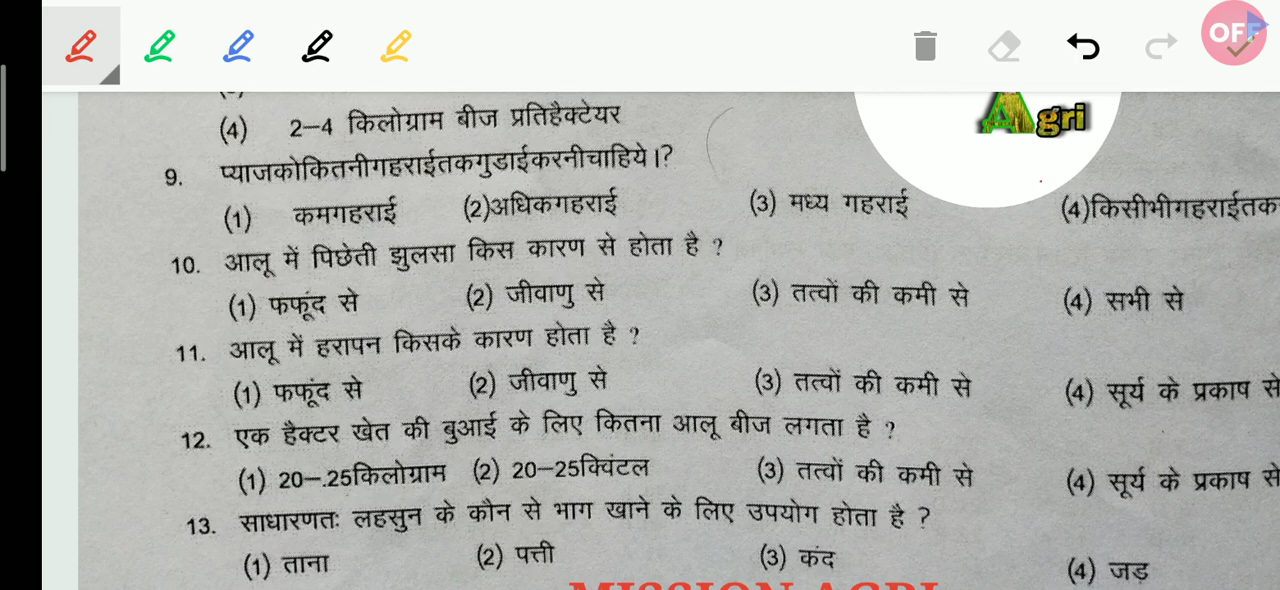 OFF
Agri
(4) 2–4 किलोग्राम बीज प्रतिहैक्टेयर
9. प्याजकोकितनीगहराईतकगुडाईकरनीचाहिये।?
(1) कमगहराई (2)अधिकगहराई (3) मध्य गहराई (4)किसीभीगहराईतक
10. आलू में पिछेती झुलसा किस कारण से होता है ?
(1) फफूंद से (2) जीवाणु से (3) तत्वों की कमी से (4) सभी से
11. आलू में हरापन किसके कारण होता है ?
(1) फफूंद से (2) जीवाणु से (3) तत्वों की कमी से (4) सूर्य के प्रकाष से
12. एक हैक्टर खेत की बुआई के लिए कितना आलू बीज लगता है ?
(1) 20–.25किलोग्राम (2) 20–25क्विंटल (3) तत्वों की कमी से (4) सूर्य के प्रकाष से
13. साधारणतः लहसुन के कौन से भाग खाने के लिए उपयोग होता है ?
(1) ताना (2) पत्ती (3) कंद (4) जड़
MISSION AGRI